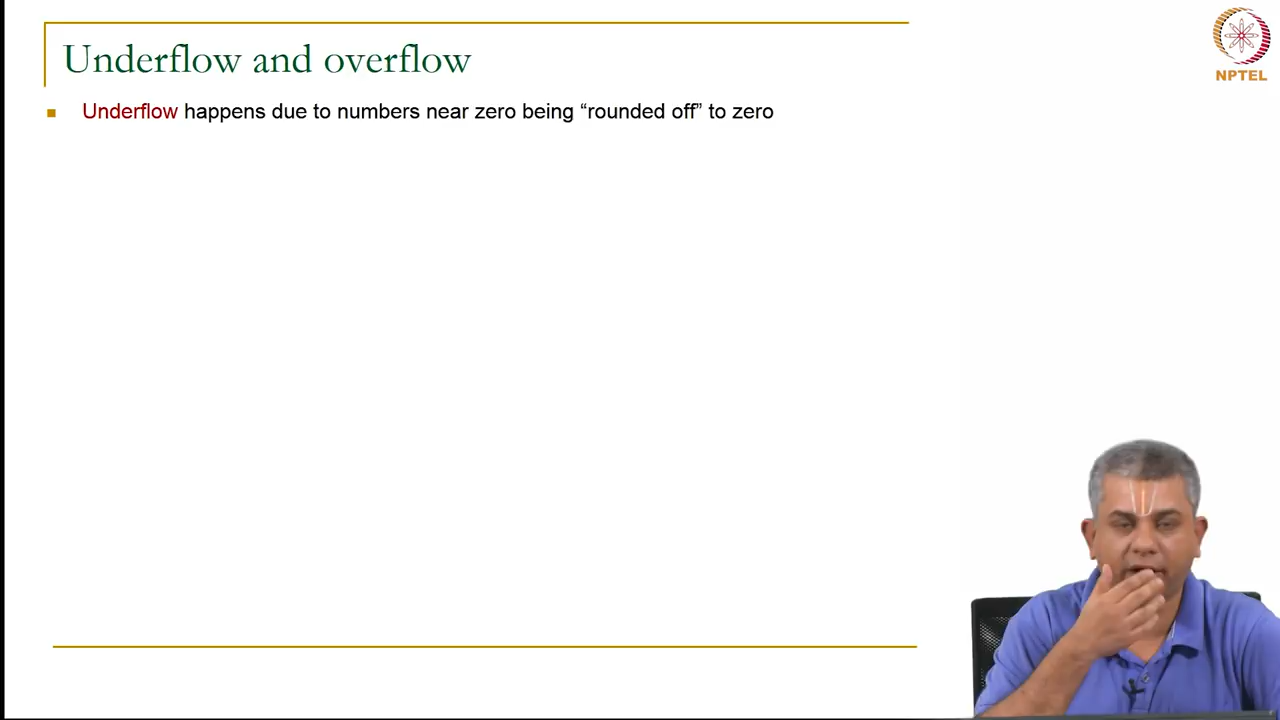 Underflow and overflow
NPTEL
Underflow happens due to numbers near zero being “rounded off” to zero